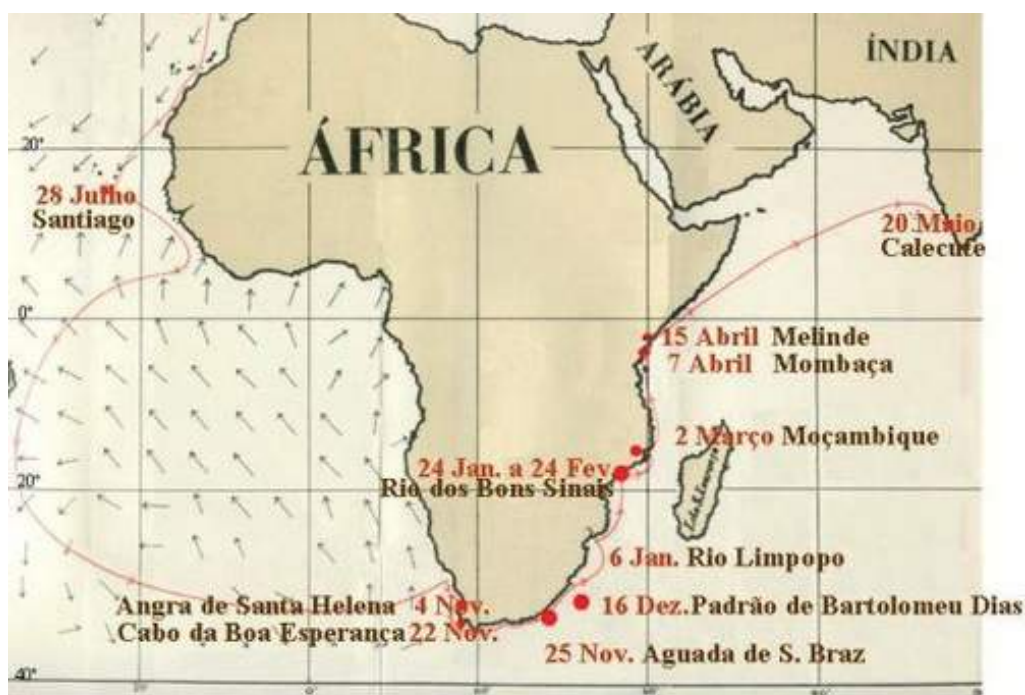 ÍNDIA
ARÁBIA
ÁFRICA
20°
28 Julho
Santiago
20 Maio
Calecute
0°
15 Abril Melinde
7 Abril Mombaça
2 Março Moçambique
24 Jan. a 24 Fev.
Rio dos Bons Sinais
20°
6 Jan. Rio Limpopo
Angra de Santa Helena 4 Nov.
16 Dez. Padrão de Bartolomeu Dias
Cabo da Boa Esperança 22 Nov.
25 Nov. Aguada de S. Braz
40°
0°